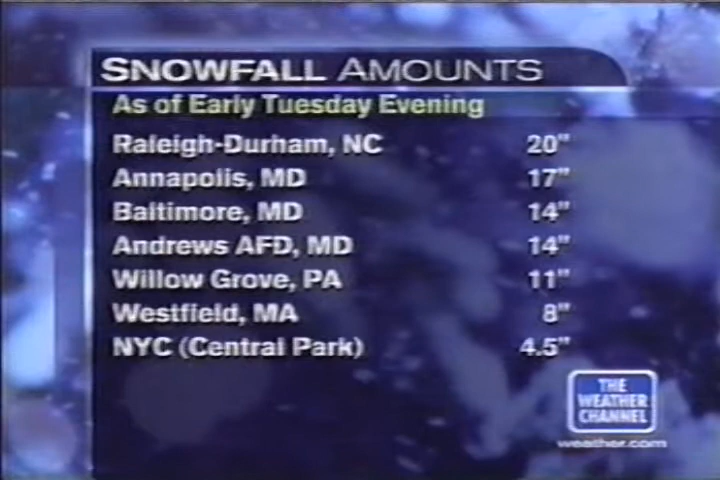 SNOWFALL AMOUNTS
As of Early Tuesday Evening
Raleigh-Durham, NC 20"
Annapolis, MD 17"
Baltimore, MD 14"
Andrews AFD, MD 14"
Willow Grove, PA 11"
Westfield, MA 8"
NYC (Central Park) 4.5"
THE
WEATHER
CHANNEL
weather.com